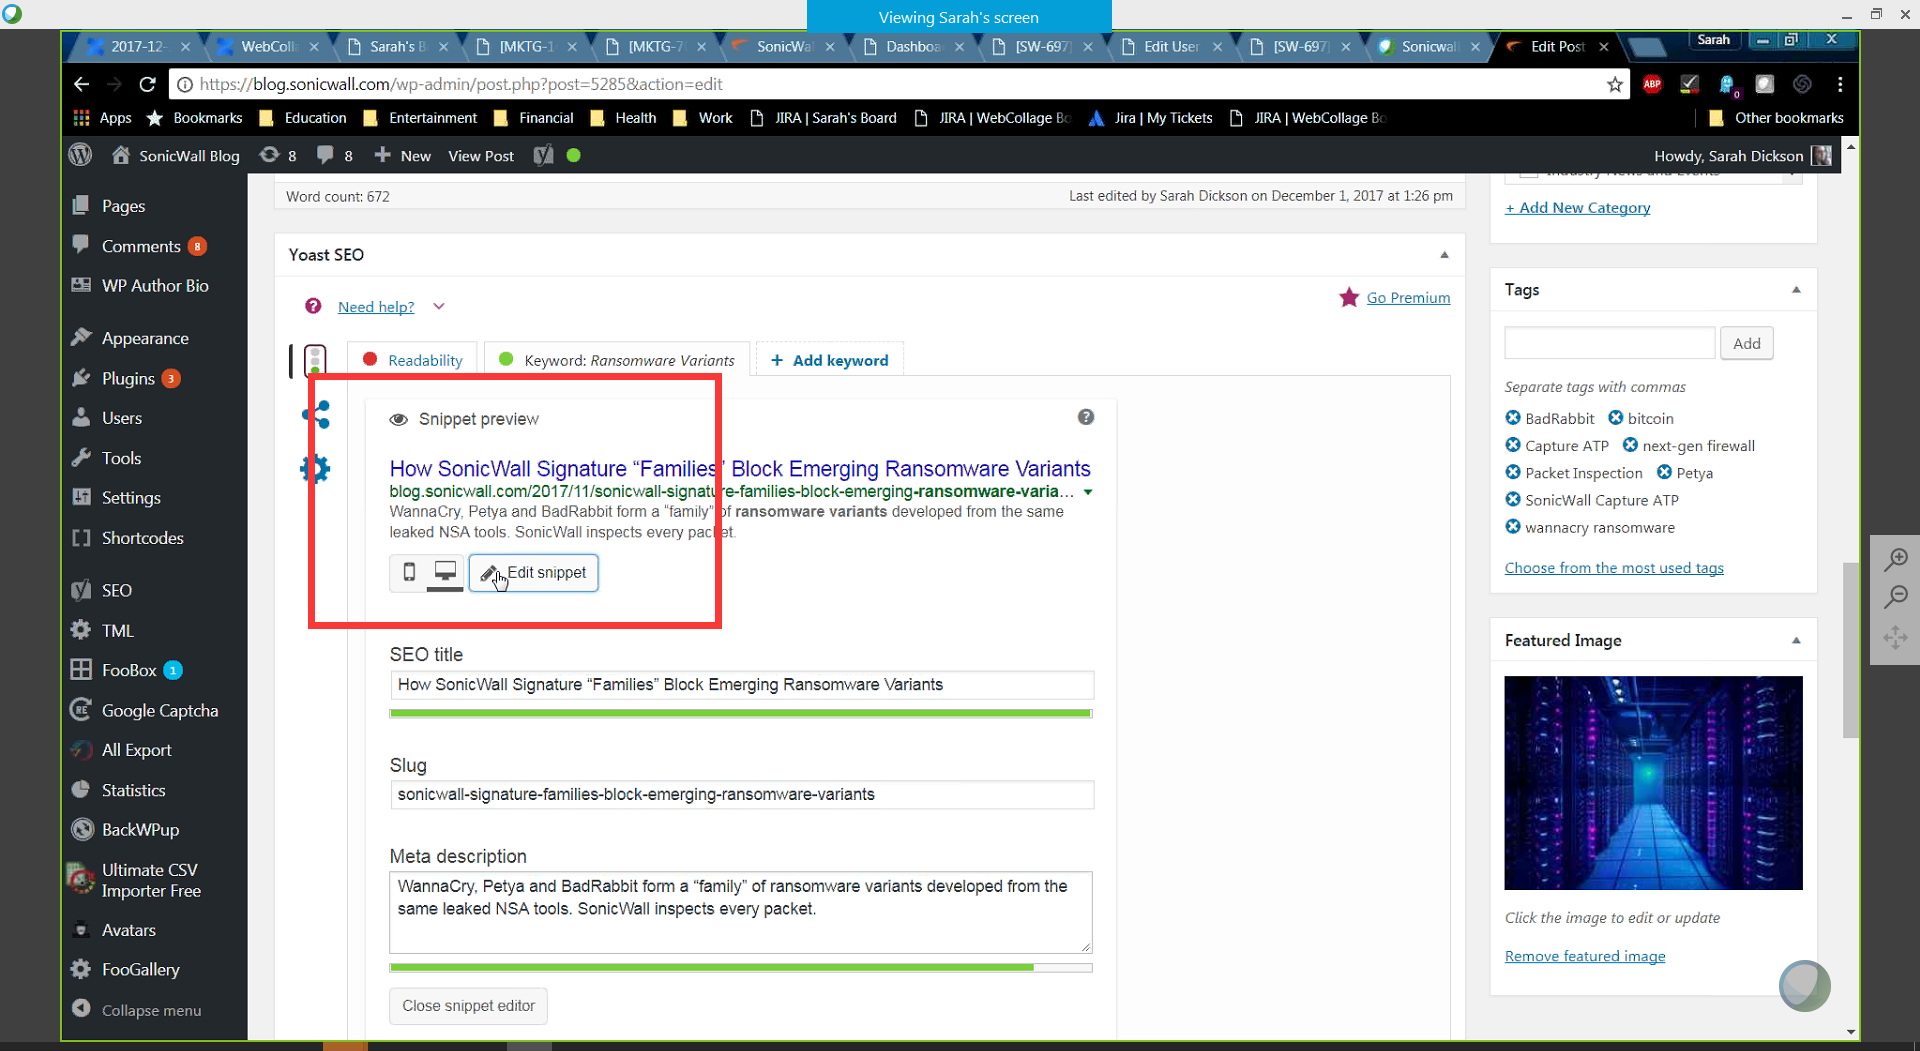 Viewing Sarah's screen
2017-12-
WebColla
Sarah's B
[MKTG-1
[MKTG-7
SonicWa
Dashboa
[SW-697]
Edit User
[SW-697]
Sonicwal
Edit Post
Sarah
https://blog.sonicwall.com/wp-admin/post.php?post=5285&action=edit
ABP
0
Apps
Bookmarks
Education
Entertainment
Financial
Health
Work
JIRA | Sarah's Board
JIRA | WebCollage Bo
Jira | My Tickets
JIRA | WebCollage Bo
Other bookmarks
SonicWall Blog
8
8
New
View Post
Howdy, Sarah Dickson
Pages
Comments 8
WP Author Bio
Appearance
Plugins 3
Users
Tools
Settings
Shortcodes
SEO
TML
FooBox 1
Google Captcha
All Export
Statistics
BackWPup
Ultimate CSV
Importer Free
Avatars
FooGallery
Collapse menu
Word count: 672
Last edited by Sarah Dickson on December 1, 2017 at 1:26 pm
Yoast SEO
Need help?
Go Premium
Readability
Keyword: Ransomware Variants
+ Add keyword
Snippet preview
How SonicWall Signature “Families” Block Emerging Ransomware Variants
blog.sonicwall.com/2017/11/sonicwall-signature-families-block-emerging-ransomware-varia...
WannaCry, Petya and BadRabbit form a “family” of ransomware variants developed from the same
leaked NSA tools. SonicWall inspects every packet.
Edit snippet
SEO title
How SonicWall Signature “Families” Block Emerging Ransomware Variants
Slug
sonicwall-signature-families-block-emerging-ransomware-variants
Meta description
WannaCry, Petya and BadRabbit form a “family” of ransomware variants developed from the
same leaked NSA tools. SonicWall inspects every packet.
Close snippet editor
Industry News and Events
+ Add New Category
Tags
Add
Separate tags with commas
BadRabbit
bitcoin
Capture ATP
next-gen firewall
Packet Inspection
Petya
SonicWall Capture ATP
wannacry ransomware
Choose from the most used tags
Featured Image
Click the image to edit or update
Remove featured image